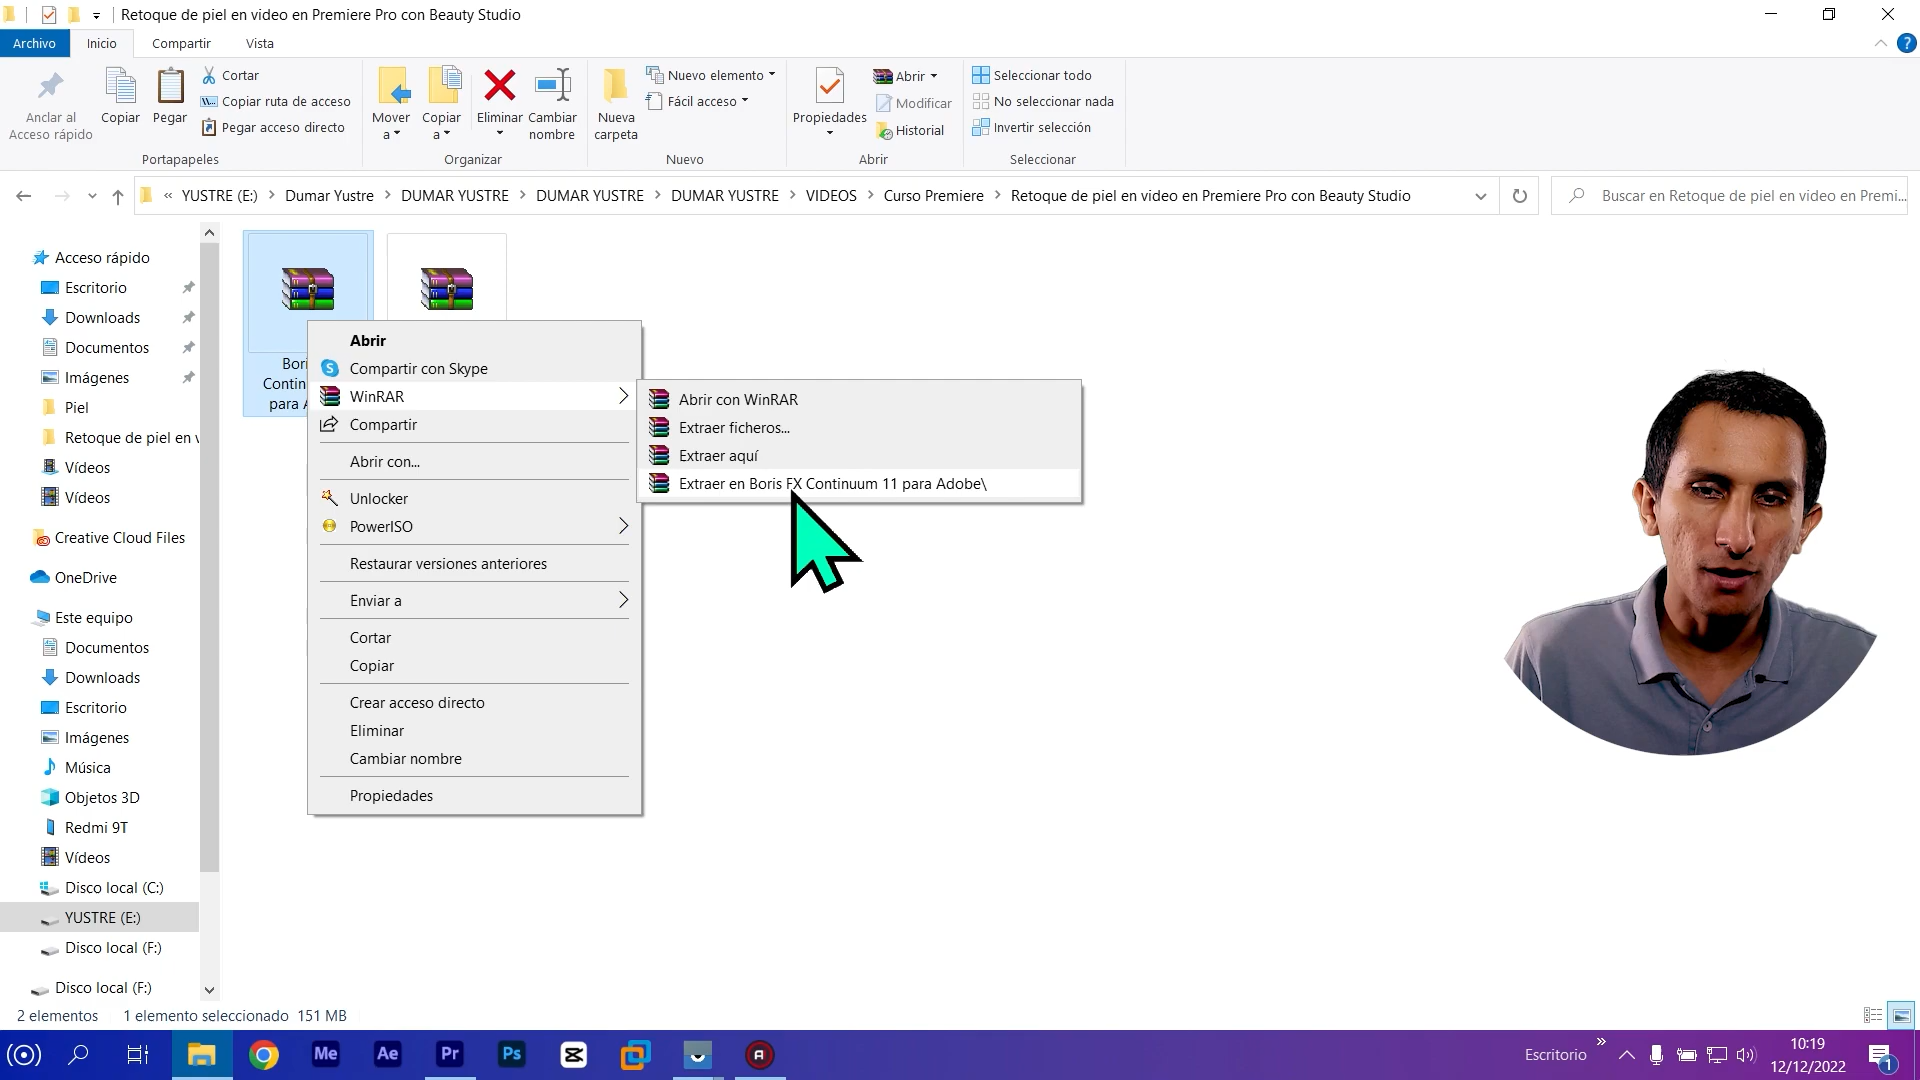 Retoque de piel en video en Premiere Pro con Beauty Studio
Archivo
Inicio
Compartir
Vista
?
Anclar al
Acceso rápido
Copiar
Pegar
Cortar
Copiar ruta de acceso
Pegar acceso directo
Portapapeles
Mover
a
Copiar
a
Eliminar
Cambiar
nombre
Organizar
Nueva
carpeta
Nuevo elemento
Fácil acceso
Nuevo
Propiedades
Abrir
Modificar
Historial
Abrir
Seleccionar todo
No seleccionar nada
Invertir selección
Seleccionar
« YUSTRE (E:) > Dumar Yustre > DUMAR YUSTRE > DUMAR YUSTRE > DUMAR YUSTRE > VIDEOS > Curso Premiere > Retoque de piel en video en Premiere Pro con Beauty Studio
Buscar en Retoque de piel en video en Premi...
Acceso rápido
Escritorio
Downloads
Documentos
Imágenes
Piel
Retoque de piel en v
Vídeos
Vídeos
Creative Cloud Files
OneDrive
Este equipo
Documentos
Downloads
Escritorio
Imágenes
Música
Objetos 3D
Redmi 9T
Vídeos
Disco local (C:)
YUSTRE (E:)
Disco local (F:)
Disco local (F:)
Bori
Contin
para A
Abrir
Compartir con Skype
WinRAR
Compartir
Abrir con...
Unlocker
PowerISO
Restaurar versiones anteriores
Enviar a
Cortar
Copiar
Crear acceso directo
Eliminar
Cambiar nombre
Propiedades
Abrir con WinRAR
Extraer ficheros...
Extraer aquí
Extraer en Boris FX Continuum 11 para Adobe\
2 elementos 1 elemento seleccionado 151 MB
Me
Ae
Pr
Ps
Escritorio
»
10:19
12/12/2022
1